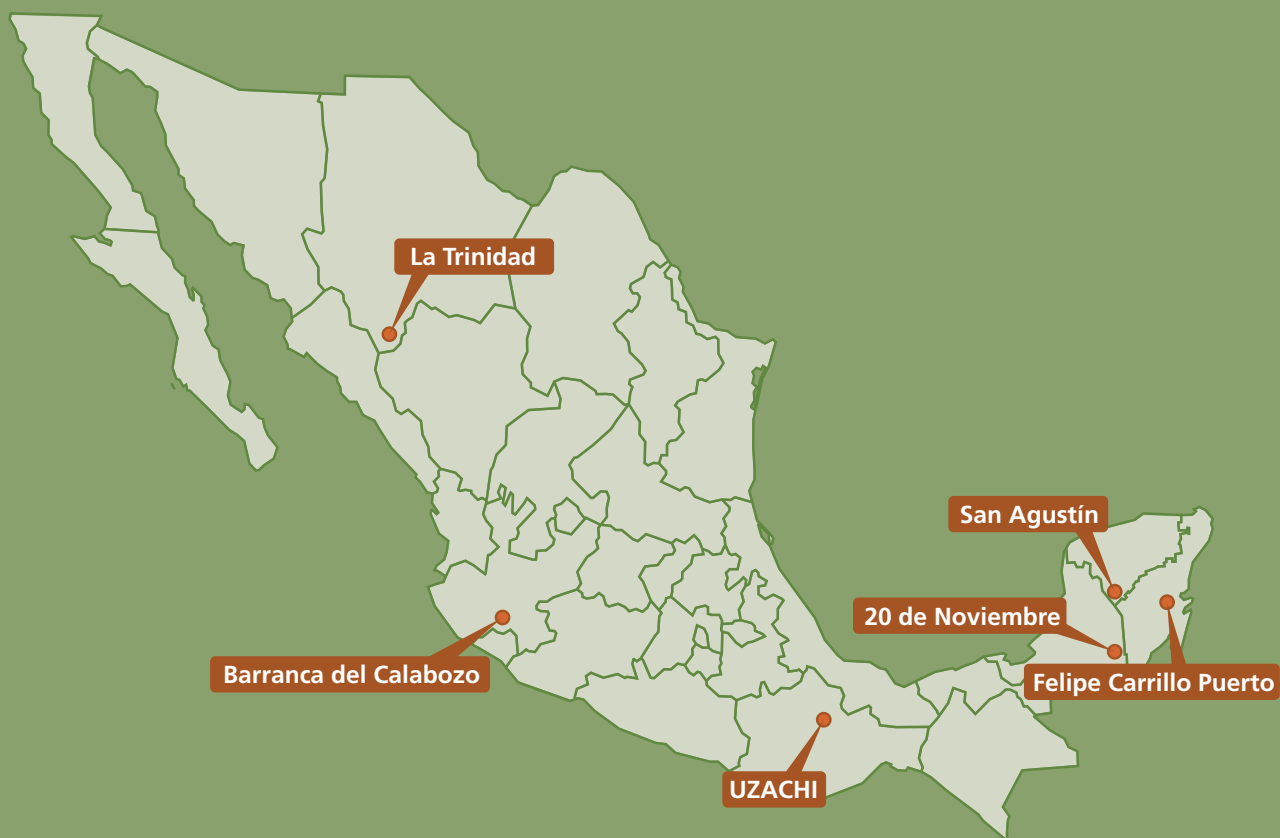 La Trinidad
San Agustín
20 de Noviembre
Barranca del Calabozo
Felipe Carrillo Puerto
UZACHI